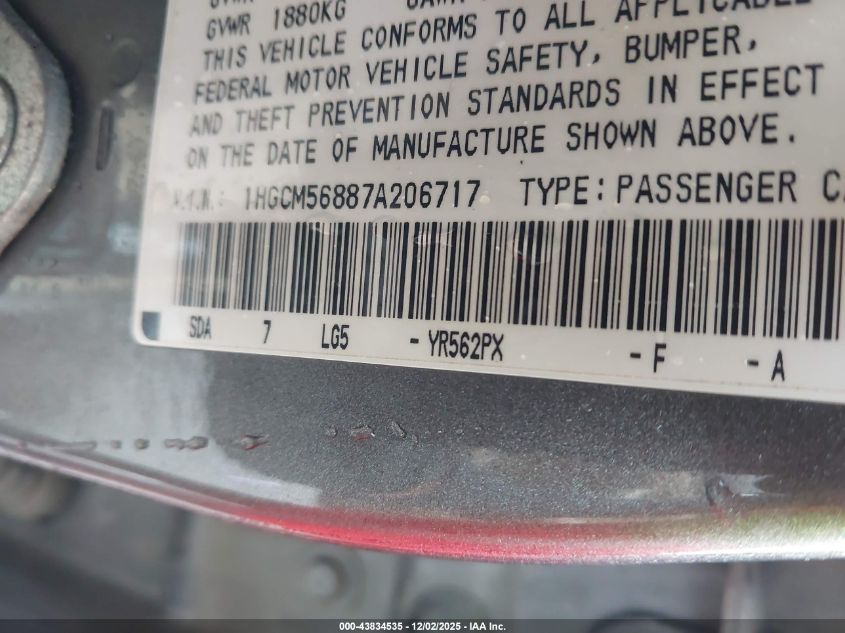 GVWR 1880KG
THIS VEHICLE CONFORMS TO ALL APPLICABLE
FEDERAL MOTOR VEHICLE SAFETY, BUMPER,
AND THEFT PREVENTION STANDARDS IN EFFECT
ON THE DATE OF MANUFACTURE SHOWN ABOVE.
V.I.N.: 1HGCM56887A206717 TYPE: PASSENGER
SDA 7 LG5 - YR562PX - F - A
000-43834535 - 12/02/2025 - IAA Inc.